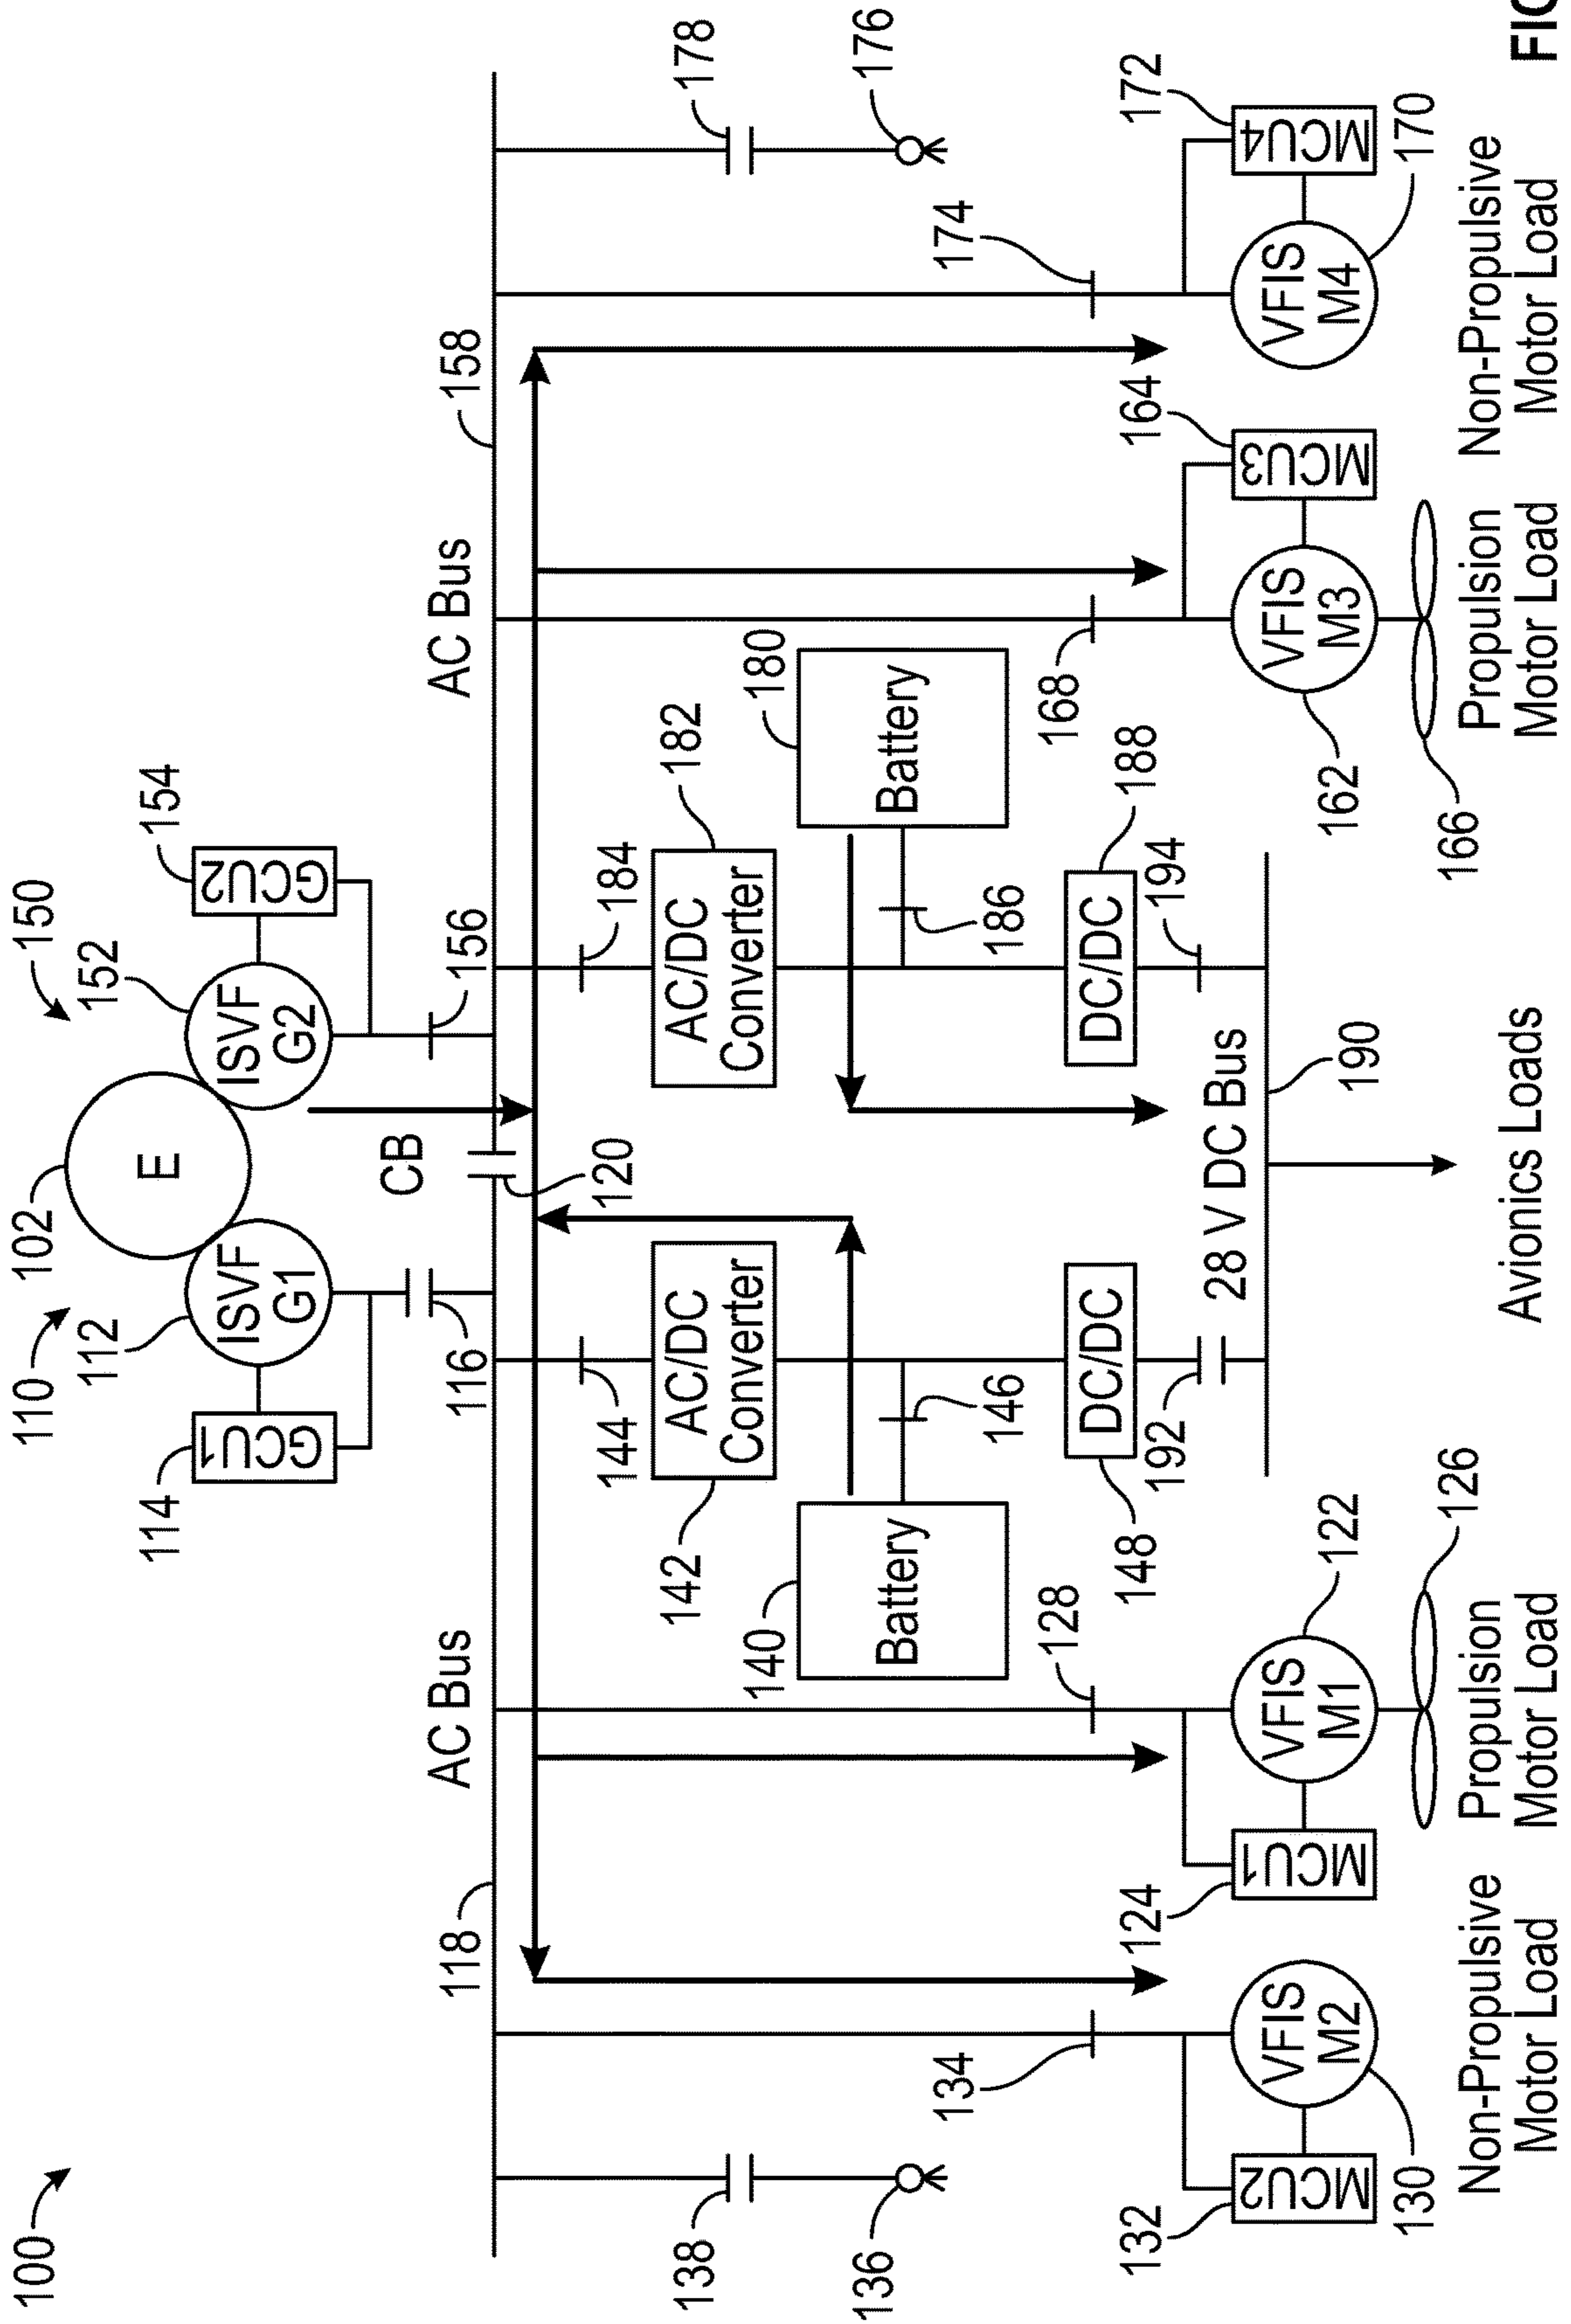 100
110
112
114
GCU1
ISVF
G1
102
E
150
152
ISVF
G2
154
GCU2
116
CB
120
156
118
AC Bus
AC Bus
158
138
136
144
AC/DC
Converter
142
140
Battery
146
DC/DC
148
192
184
AC/DC
Converter
182
180
Battery
186
DC/DC
188
194
28 V DC Bus
190
Avionics Loads
134
VFIS
M2
MCU2
132
130
Non-Propulsive
Motor Load
128
VFIS
M1
MCU1
124
122
126
Propulsion
Motor Load
168
VFIS
M3
MCU3
164
162
166
Propulsion
Motor Load
174
VFIS
M4
MCU4
172
170
Non-Propulsive
Motor Load
178
176